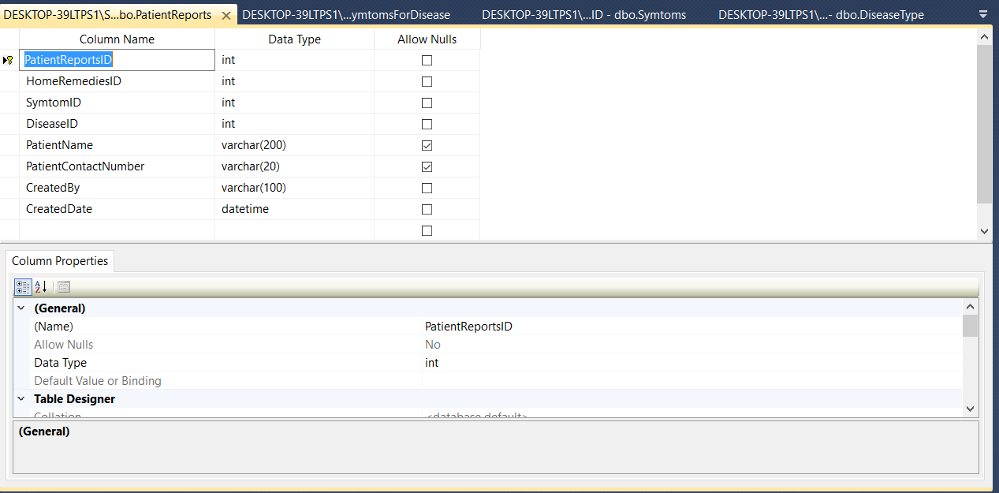 DESKTOP-39LTPS1\S...bo.PatientReports DESKTOP-39LTPS1\...ymtomsForDisease DESKTOP-39LTPS1\...ID - dbo.Symtoms DESKTOP-39LTPS1\...- dbo.DiseaseType
Column Name Data Type Allow Nulls
PatientReportsID int
HomeRemediesID int
SymtomID int
DiseaseID int
PatientName varchar(200)
PatientContactNumber varchar(20)
CreatedBy varchar(100)
CreatedDate datetime
Column Properties
(General)
(Name) PatientReportsID
Allow Nulls No
Data Type int
Default Value or Binding
Table Designer
Collation <database default>
(General)